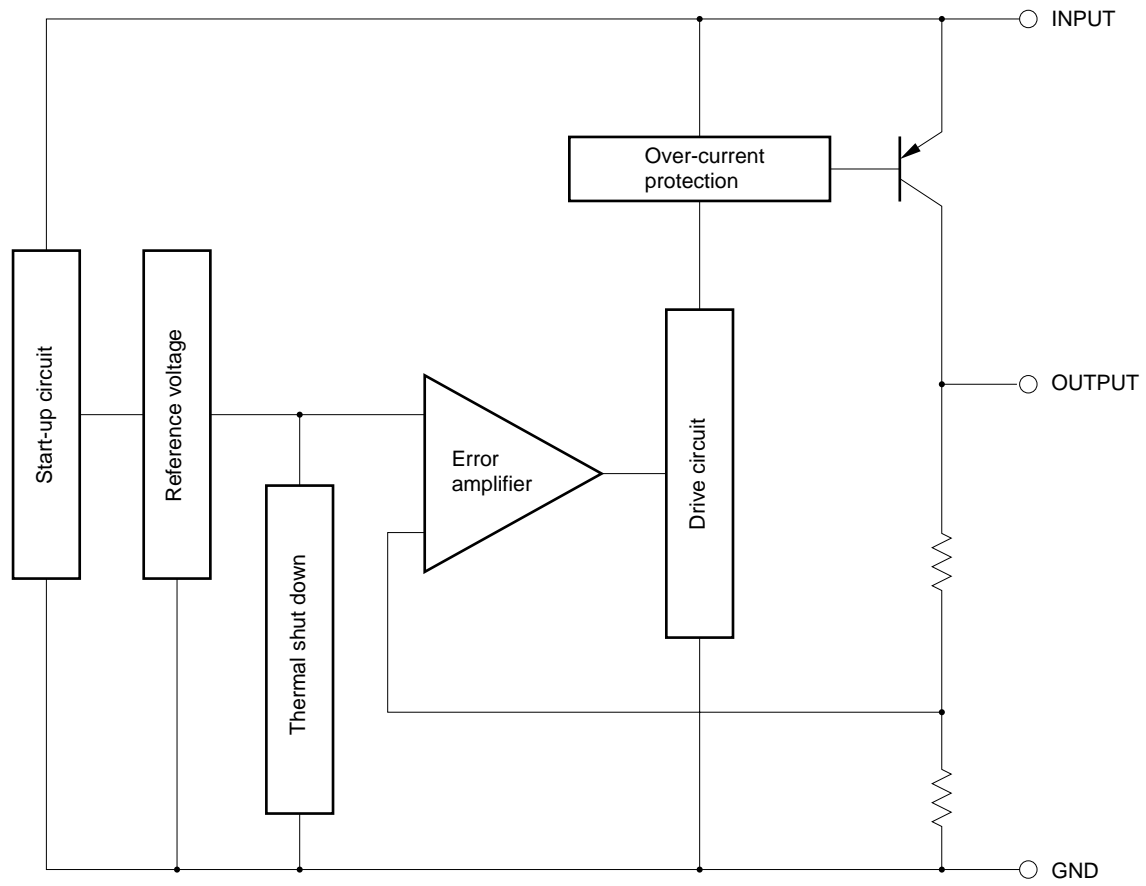 INPUT
Over-current
protection
Start-up circuit
Reference voltage
OUTPUT
Error
amplifier
Drive circuit
Thermal shut down
GND